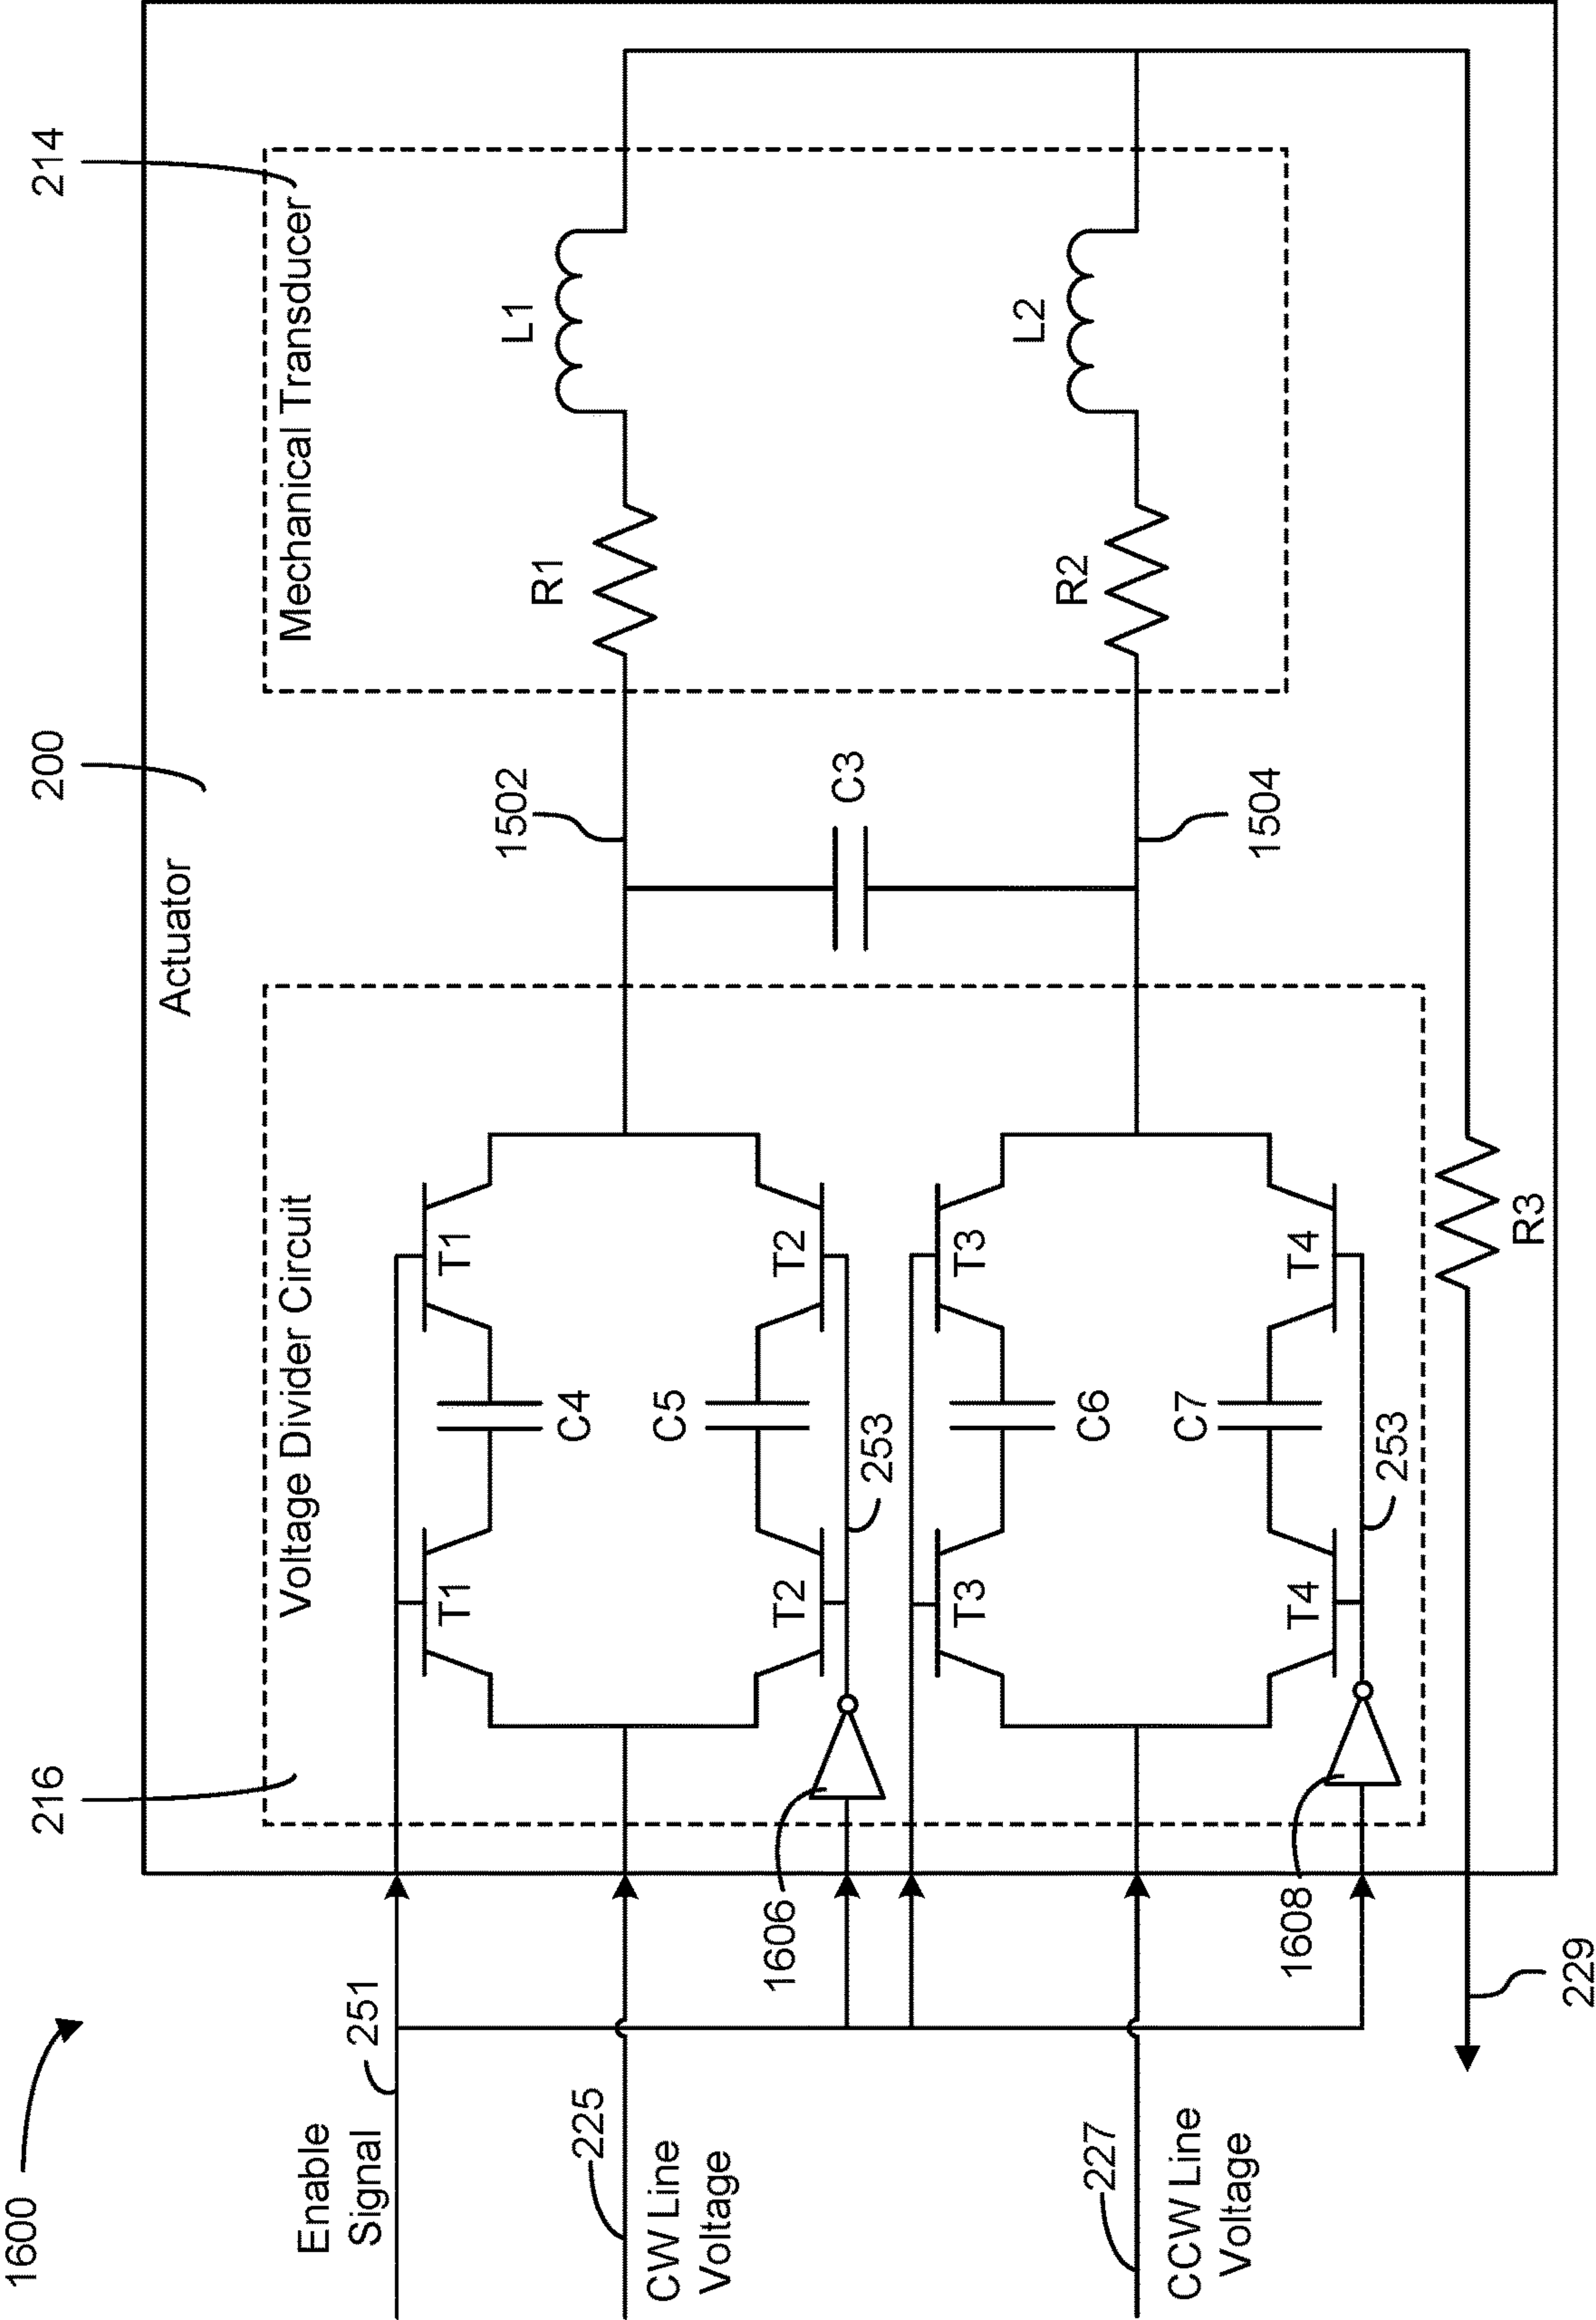 1600
200
214
216
Actuator
Voltage Divider Circuit
Mechanical Transducer
Enable
Signal
251
T1
T1
C4
L1
R1
1502
225
CW Line
Voltage
C5
T2
T2
1606
253
C3
T3
T3
L2
R2
C6
227
CCW Line
Voltage
1504
C7
T4
T4
1608
253
R3
229